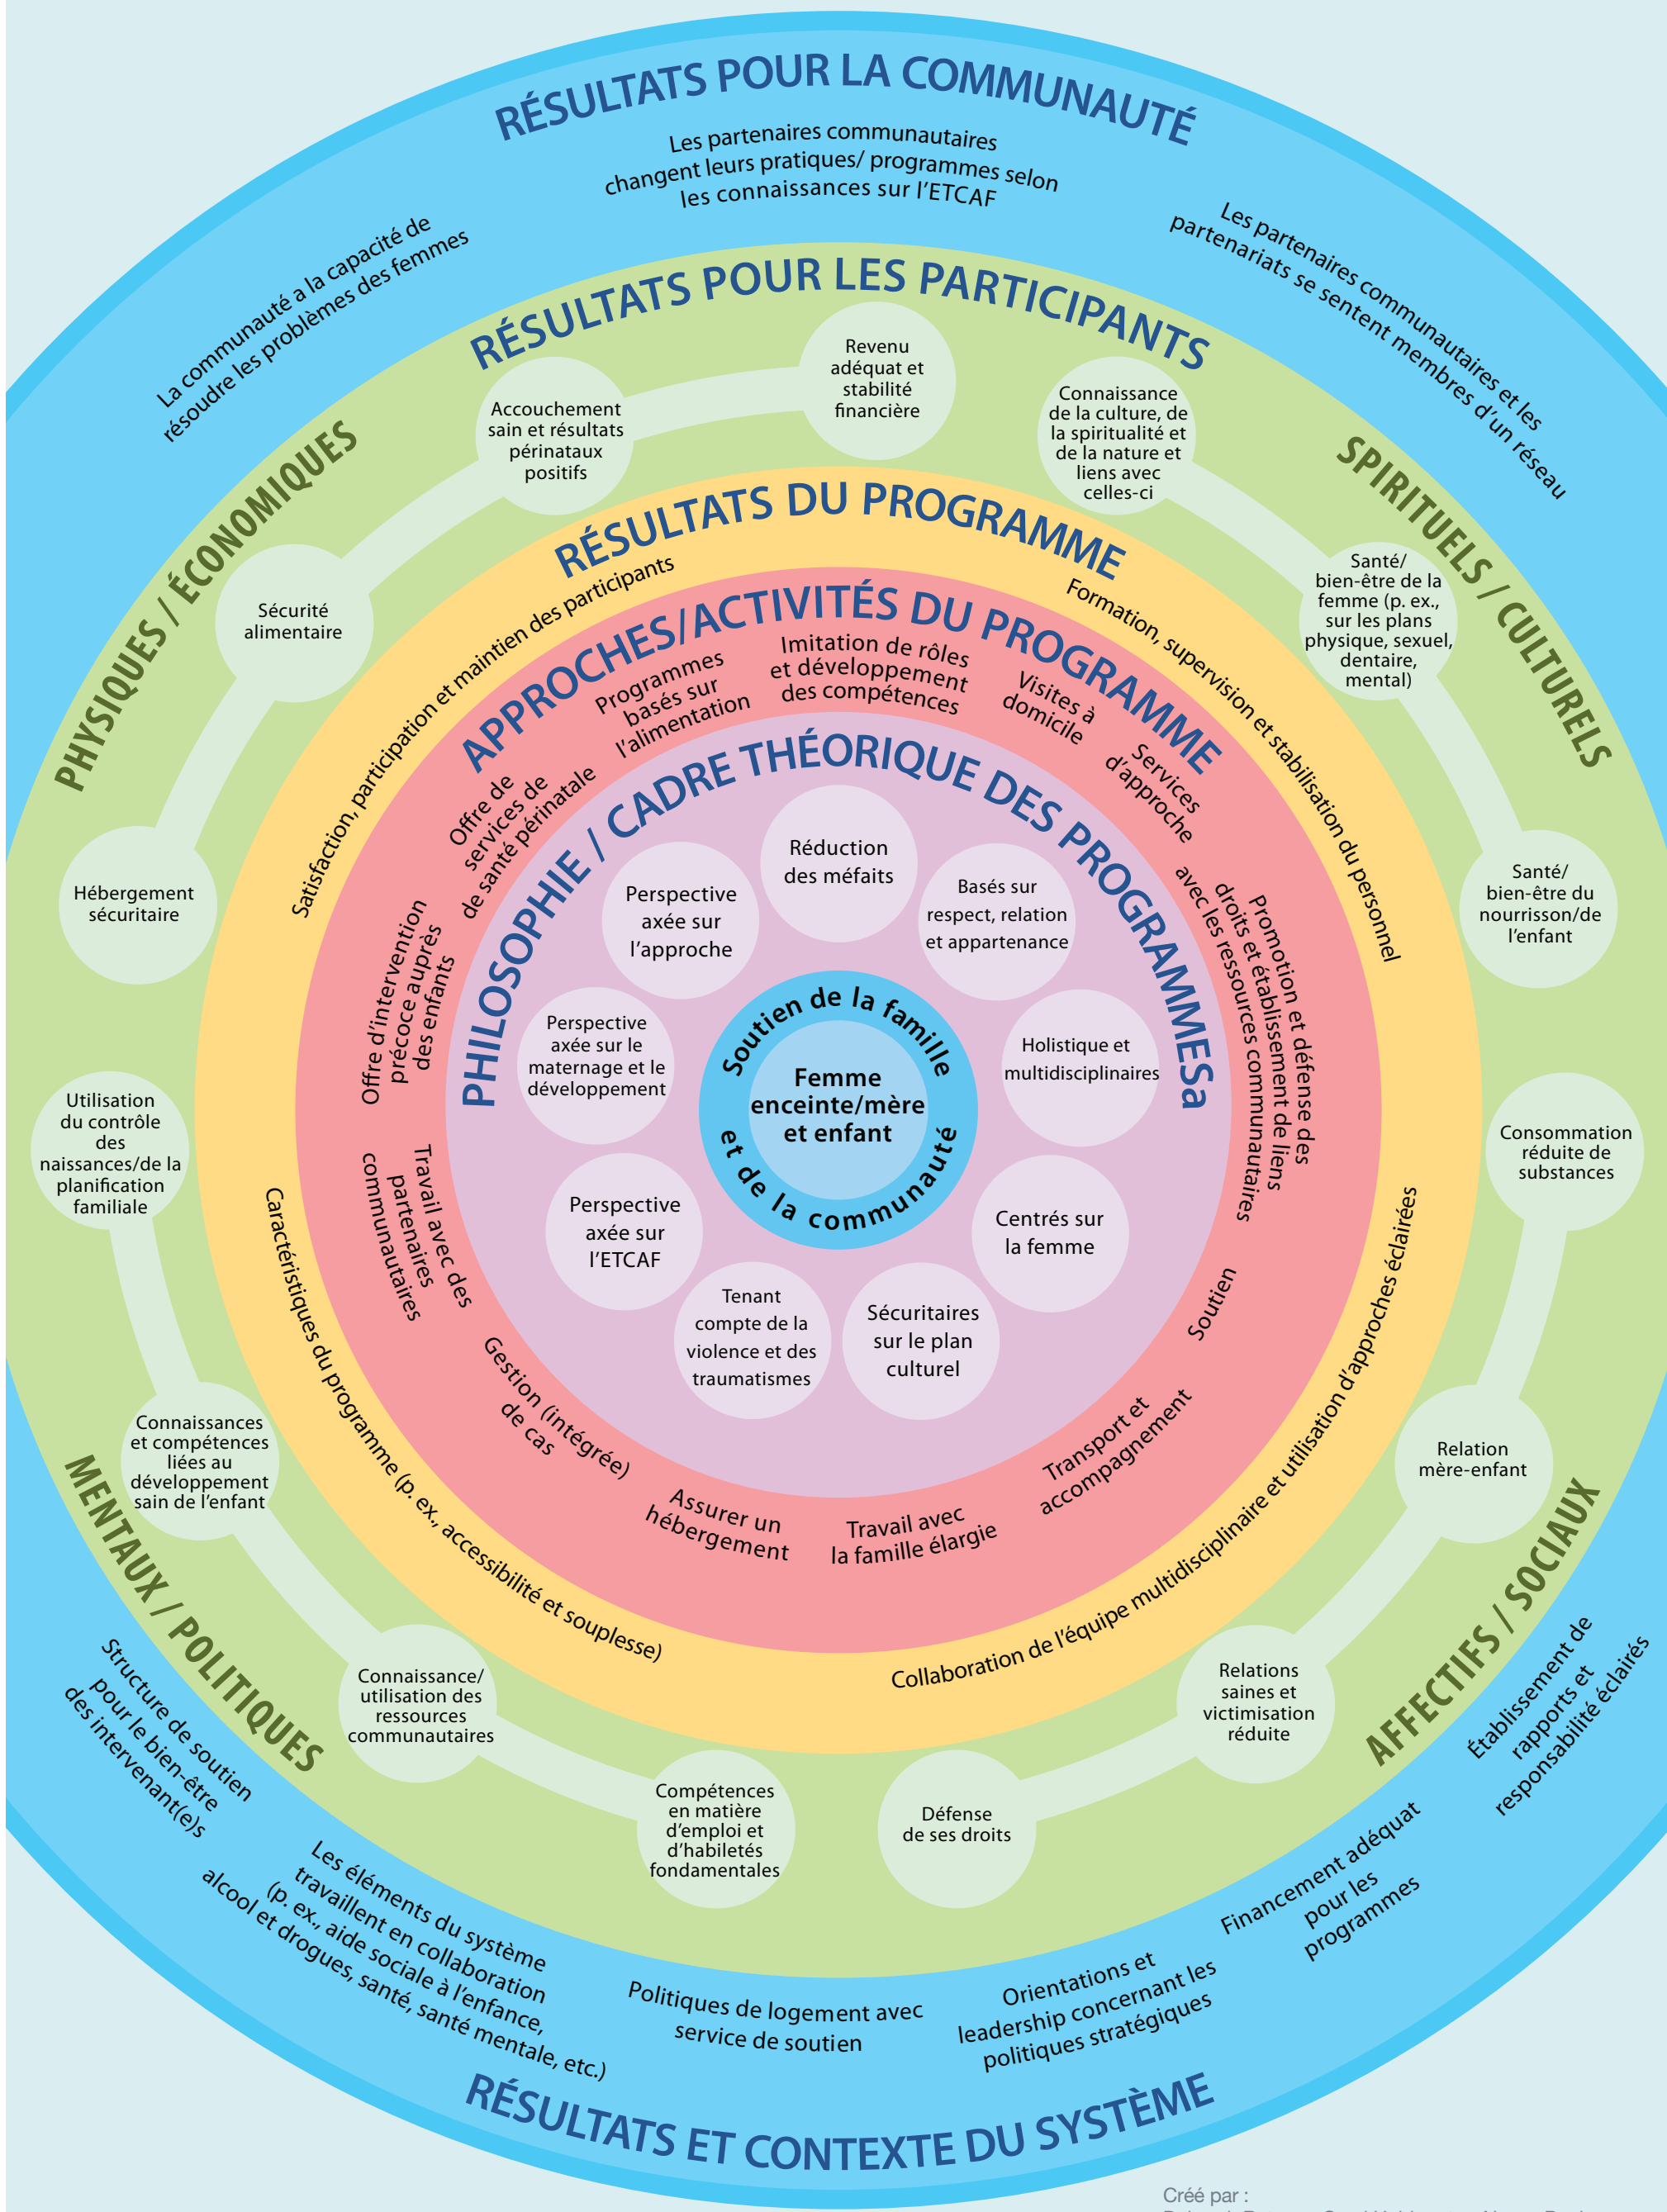 RÉSULTATS POUR LA COMMUNAUTÉ
Les partenaires communautaires
changent leurs pratiques/ programmes selon
les connaissances sur l'ETCAF
La communauté a la capacité de
résoudre les problèmes des femmes
Les partenaires communautaires et les
partenariats se sentent membres d'un réseau
RÉSULTATS POUR LES PARTICIPANTS
PHYSIQUES / ÉCONOMIQUES
Revenu
adéquat et
stabilité
financière
Accouchement
sain et résultats
périnataux
positifs
Sécurité
alimentaire
Hébergement
sécuritaire
SPIRITUELS / CULTURELS
Connaissance
de la culture, de
la spiritualité et
de la nature et
liens avec
celles-ci
Santé/
bien-être de la
femme (p. ex.,
sur les plans
physique, sexuel,
dentaire,
mental)
Santé/
bien-être du
nourrisson/de
l'enfant
MENTAUX / POLITIQUES
Utilisation
du contrôle
des
naissances/de la
planification
familiale
Connaissances
et compétences
liées au
développement
sain de l'enfant
Connaissance/
utilisation des
ressources
communautaires
Compétences
en matière
d'emploi et
d'habiletés
fondamentales
AFFECTIFS / SOCIAUX
Consommation
réduite de
substances
Relation
mère-enfant
Relations
saines et
victimisation
réduite
Défense
de ses droits
RÉSULTATS DU PROGRAMME
Satisfaction, participation et maintien des participants
Formation, supervision et stabilisation du personnel
Caractéristiques du programme (p. ex., accessibilité et souplesse)
Collaboration de l'équipe multidisciplinaire et utilisation d'approches éclairées
APPROCHES/ACTIVITÉS DU PROGRAMME
Imitation de rôles
et développement
des compétences
Programmes
basés sur
l'alimentation
Visites à
domicile
Services
d'approche
Offre de
services de
de santé périnatale
Offre d'intervention
précoce auprès
des enfants
Promotion et défense des
droits et établissement de liens
avec les ressources communautaires
Travail avec des
partenaires
communautaires
Soutien
Gestion (intégrée)
de cas
Transport et
accompagnement
Assurer un
hébergement
Travail avec
la famille élargie
PHILOSOPHIE / CADRE THÉORIQUE DES PROGRAMMESa
Réduction
des méfaits
Perspective
axée sur
l'approche
Basés sur
respect, relation
et appartenance
Perspective
axée sur le
maternage et le
développement
Holistique et
multidisciplinaires
Perspective
axée sur
l'ETCAF
Centrés sur
la femme
Tenant
compte de la
violence et des
traumatismes
Sécuritaires
sur le plan
culturel
Soutien de la famille
et de la communauté
Femme
enceinte/mère
et enfant
Structure de soutien
pour le bien-être
des intervenant(e)s
Les éléments du système
travaillent en collaboration
(p. ex., aide sociale à l'enfance,
alcool et drogues, santé, santé mentale, etc.)
Politiques de logement avec
service de soutien
Orientations et
leadership concernant les
politiques stratégiques
Financement adéquat
pour les
programmes
Établissement de
rapports et
responsabilité éclairés
RÉSULTATS ET CONTEXTE DU SYSTÈME
Créé par :